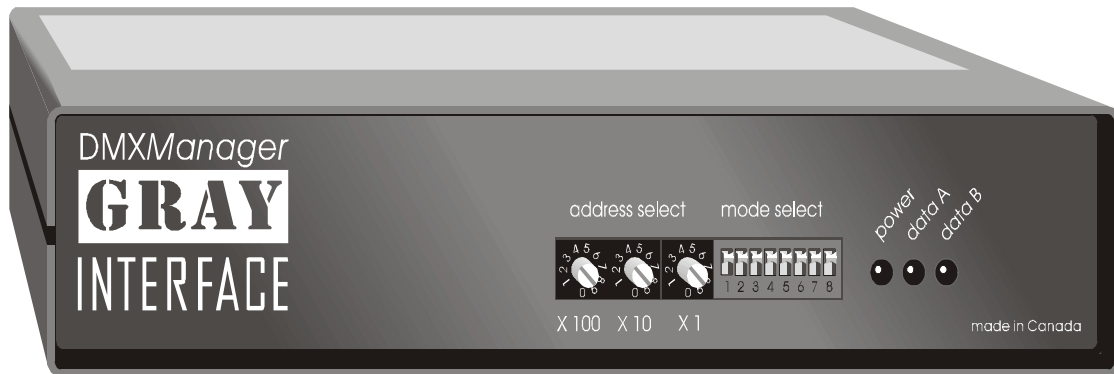 DMXManager
GRAY
INTERFACE
address select
mode select
power
data A
data B
1 2 3 4 5 6 7 8
X 100 X 10 X 1
made in Canada